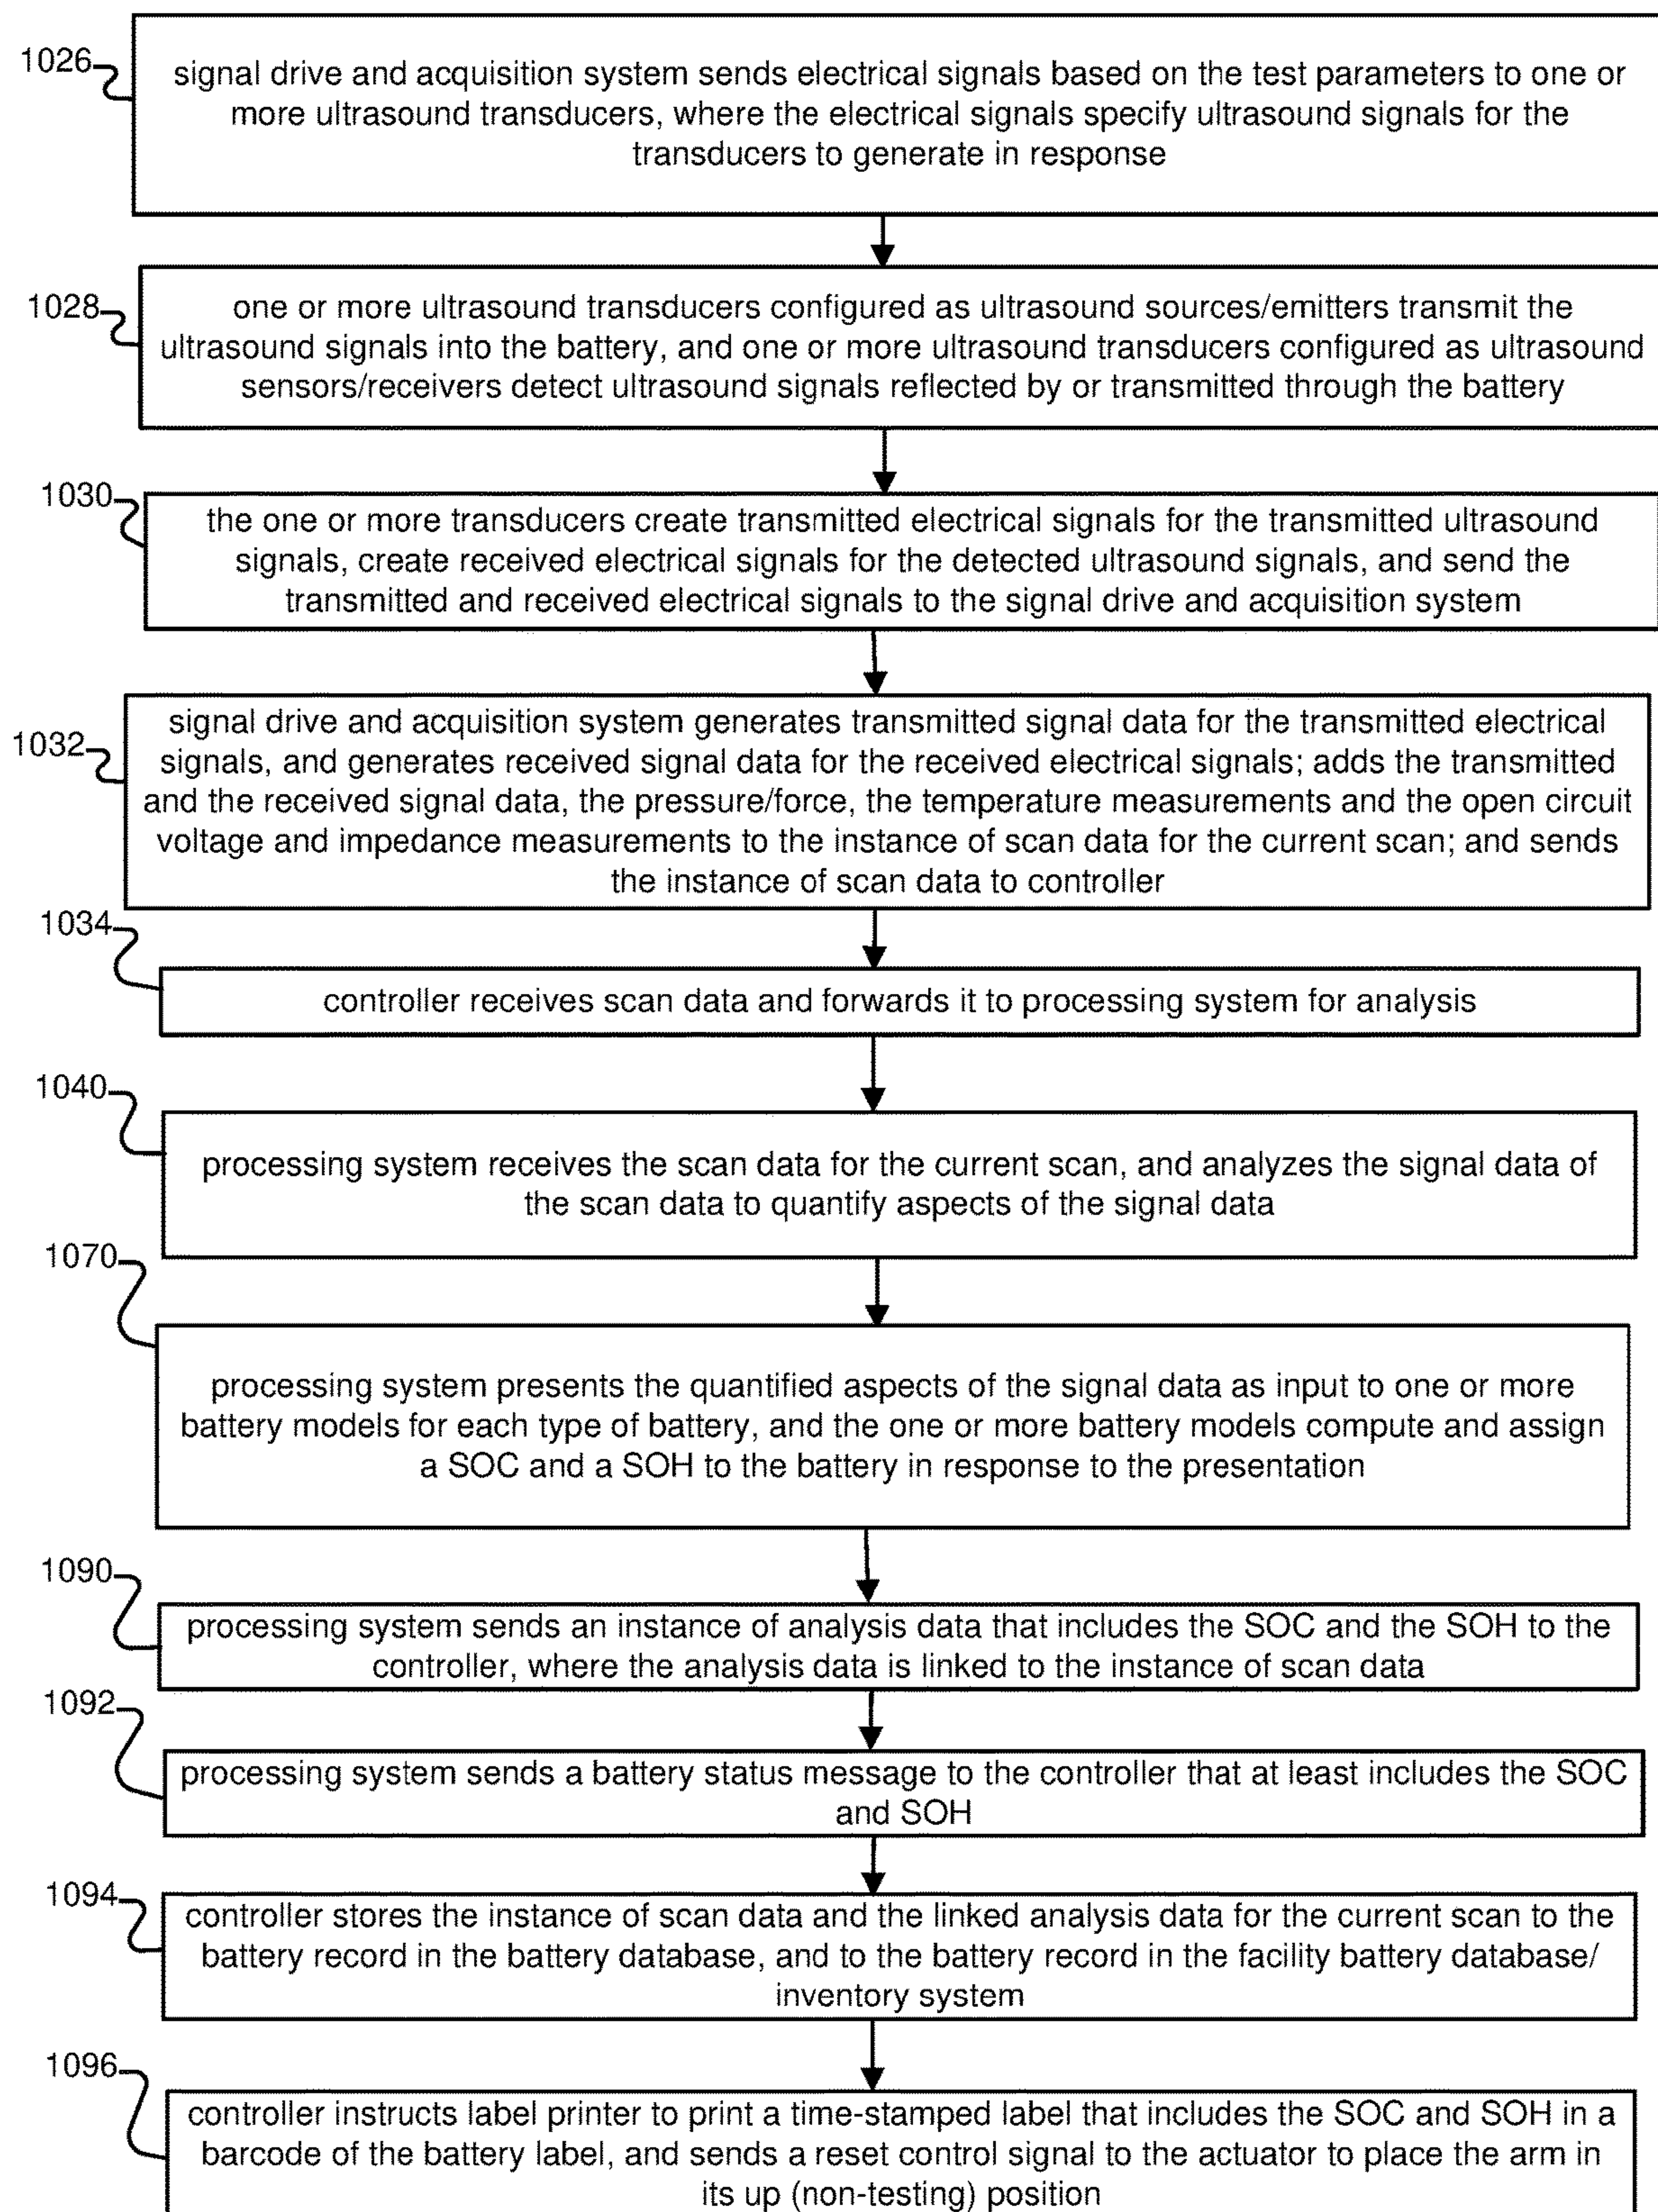 1026
signal drive and acquisition system sends electrical signals based on the test parameters to one or
more ultrasound transducers, where the electrical signals specify ultrasound signals for the
transducers to generate in response
1028
one or more ultrasound transducers configured as ultrasound sources/emitters transmit the
ultrasound signals into the battery, and one or more ultrasound transducers configured as ultrasound
sensors/receivers detect ultrasound signals reflected by or transmitted through the battery
1030
the one or more transducers create transmitted electrical signals for the transmitted ultrasound
signals, create received electrical signals for the detected ultrasound signals, and send the
transmitted and received electrical signals to the signal drive and acquisition system
1032
signal drive and acquisition system generates transmitted signal data for the transmitted electrical
signals, and generates received signal data for the received electrical signals; adds the transmitted
and the received signal data, the pressure/force, the temperature measurements and the open circuit
voltage and impedance measurements to the instance of scan data for the current scan; and sends
the instance of scan data to controller
1034
controller receives scan data and forwards it to processing system for analysis
1040
processing system receives the scan data for the current scan, and analyzes the signal data of
the scan data to quantify aspects of the signal data
1070
processing system presents the quantified aspects of the signal data as input to one or more
battery models for each type of battery, and the one or more battery models compute and assign
a SOC and a SOH to the battery in response to the presentation
1090
processing system sends an instance of analysis data that includes the SOC and the SOH to the
controller, where the analysis data is linked to the instance of scan data
1092
processing system sends a battery status message to the controller that at least includes the SOC
and SOH
1094
controller stores the instance of scan data and the linked analysis data for the current scan to the
battery record in the battery database, and to the battery record in the facility battery database/
inventory system
1096
controller instructs label printer to print a time-stamped label that includes the SOC and SOH in a
barcode of the battery label, and sends a reset control signal to the actuator to place the arm in
its up (non-testing) position